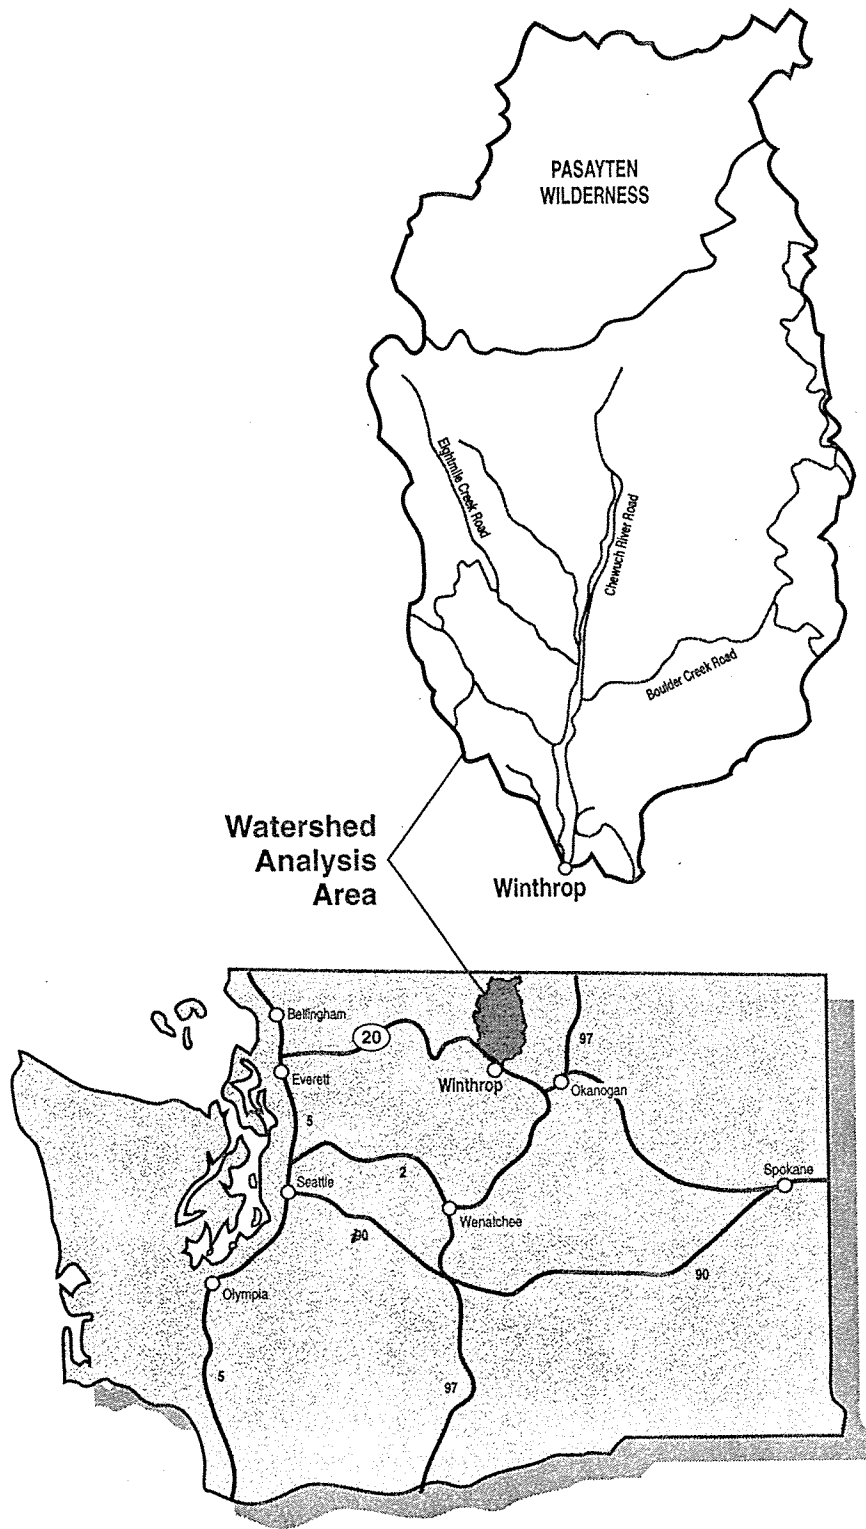 PASAYTEN
WILDERNESS
Eightmile Creek Road
Chewuch River Road
Boulder Creek Road
Watershed
Analysis
Area
Winthrop
Bellingham
20
97
Everett
Winthrop
Okanogan
5
2
Spokane
Seattle
Wenatchee
90
90
Olympia
5
97